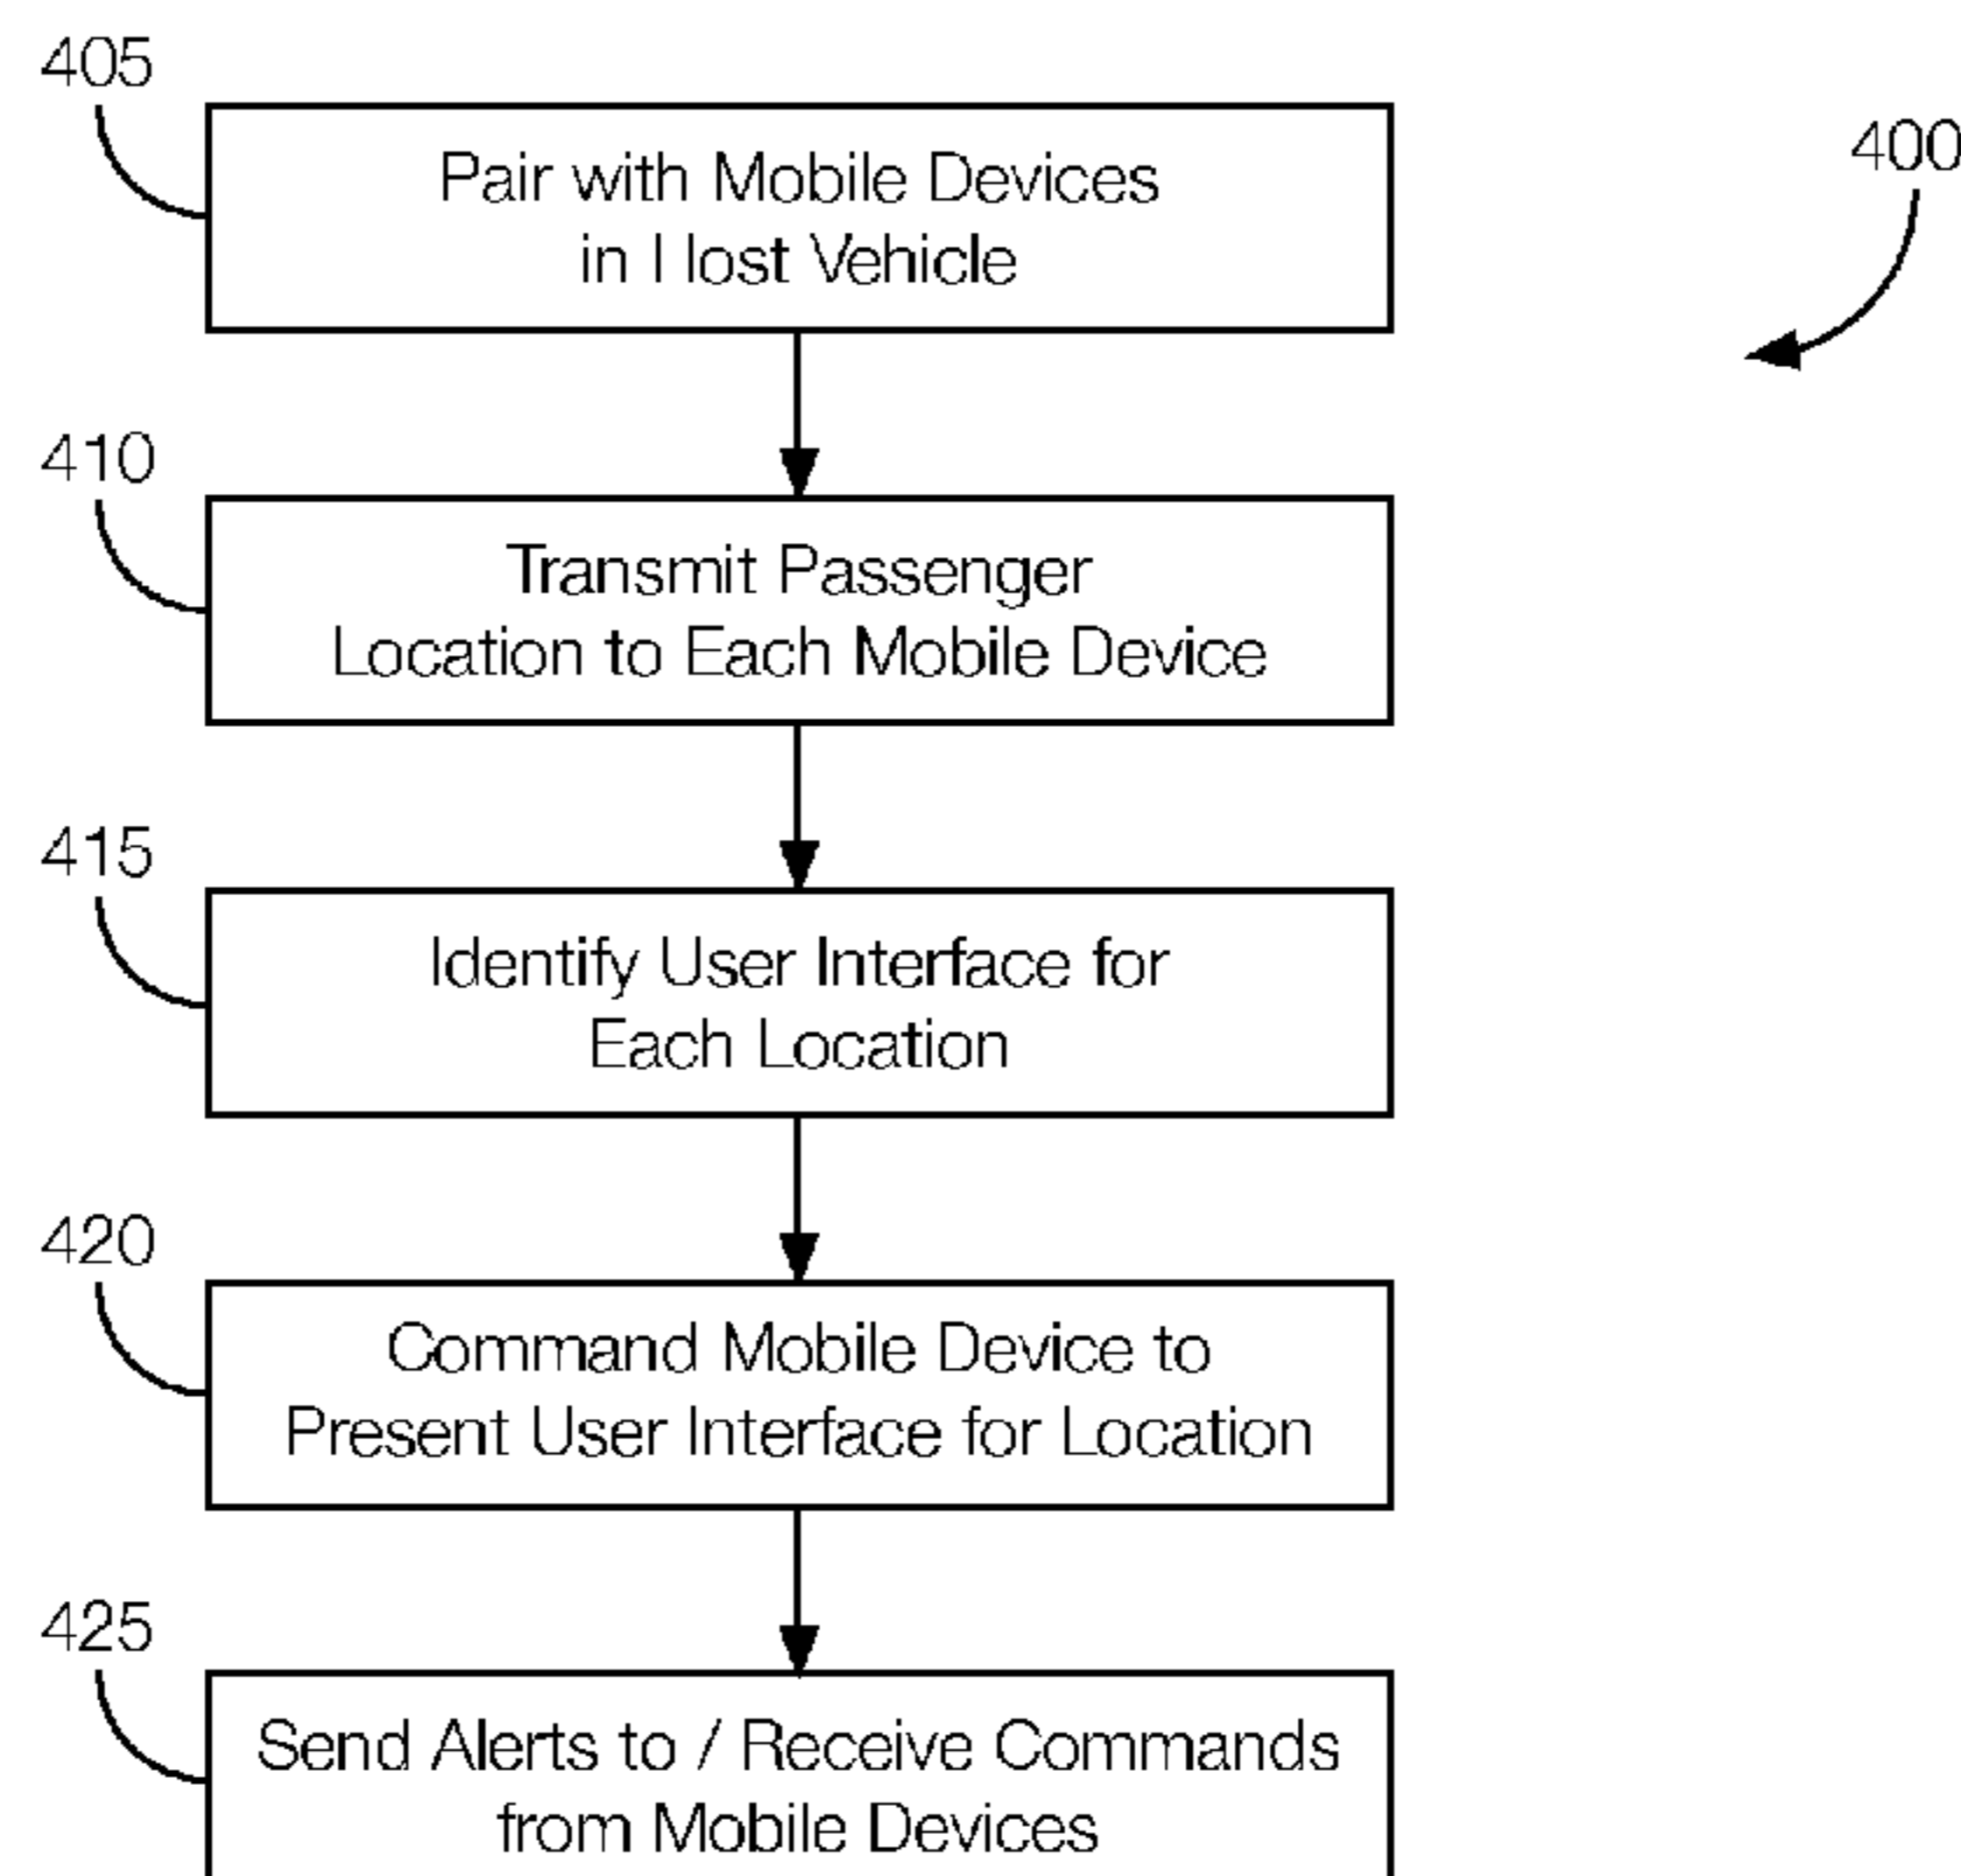 405
Pair with Mobile Devices
in I lost Vehicle
400
410
Transmit Passenger
Location to Each Mobile Device
415
Identify User Interface for
Each Location
420
Command Mobile Device to
Present User Interface for Location
425
Send Alerts to / Receive Commands
from Mobile Devices